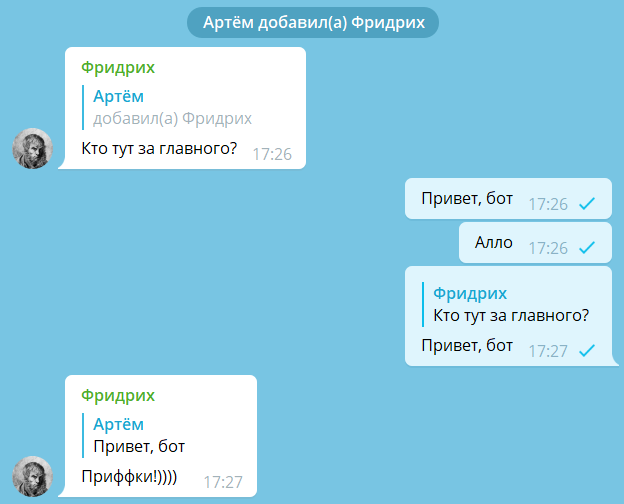 Артём добавил(а) Фридрих
Фридрих
Артём
добавил(а) Фридрих
Кто тут за главного? 17:26
Привет, бот 17:26
Алло 17:26
Фридрих
Кто тут за главного?
Привет, бот 17:27
Фридрих
Артём
Привет, бот
Приффки!)))) 17:27